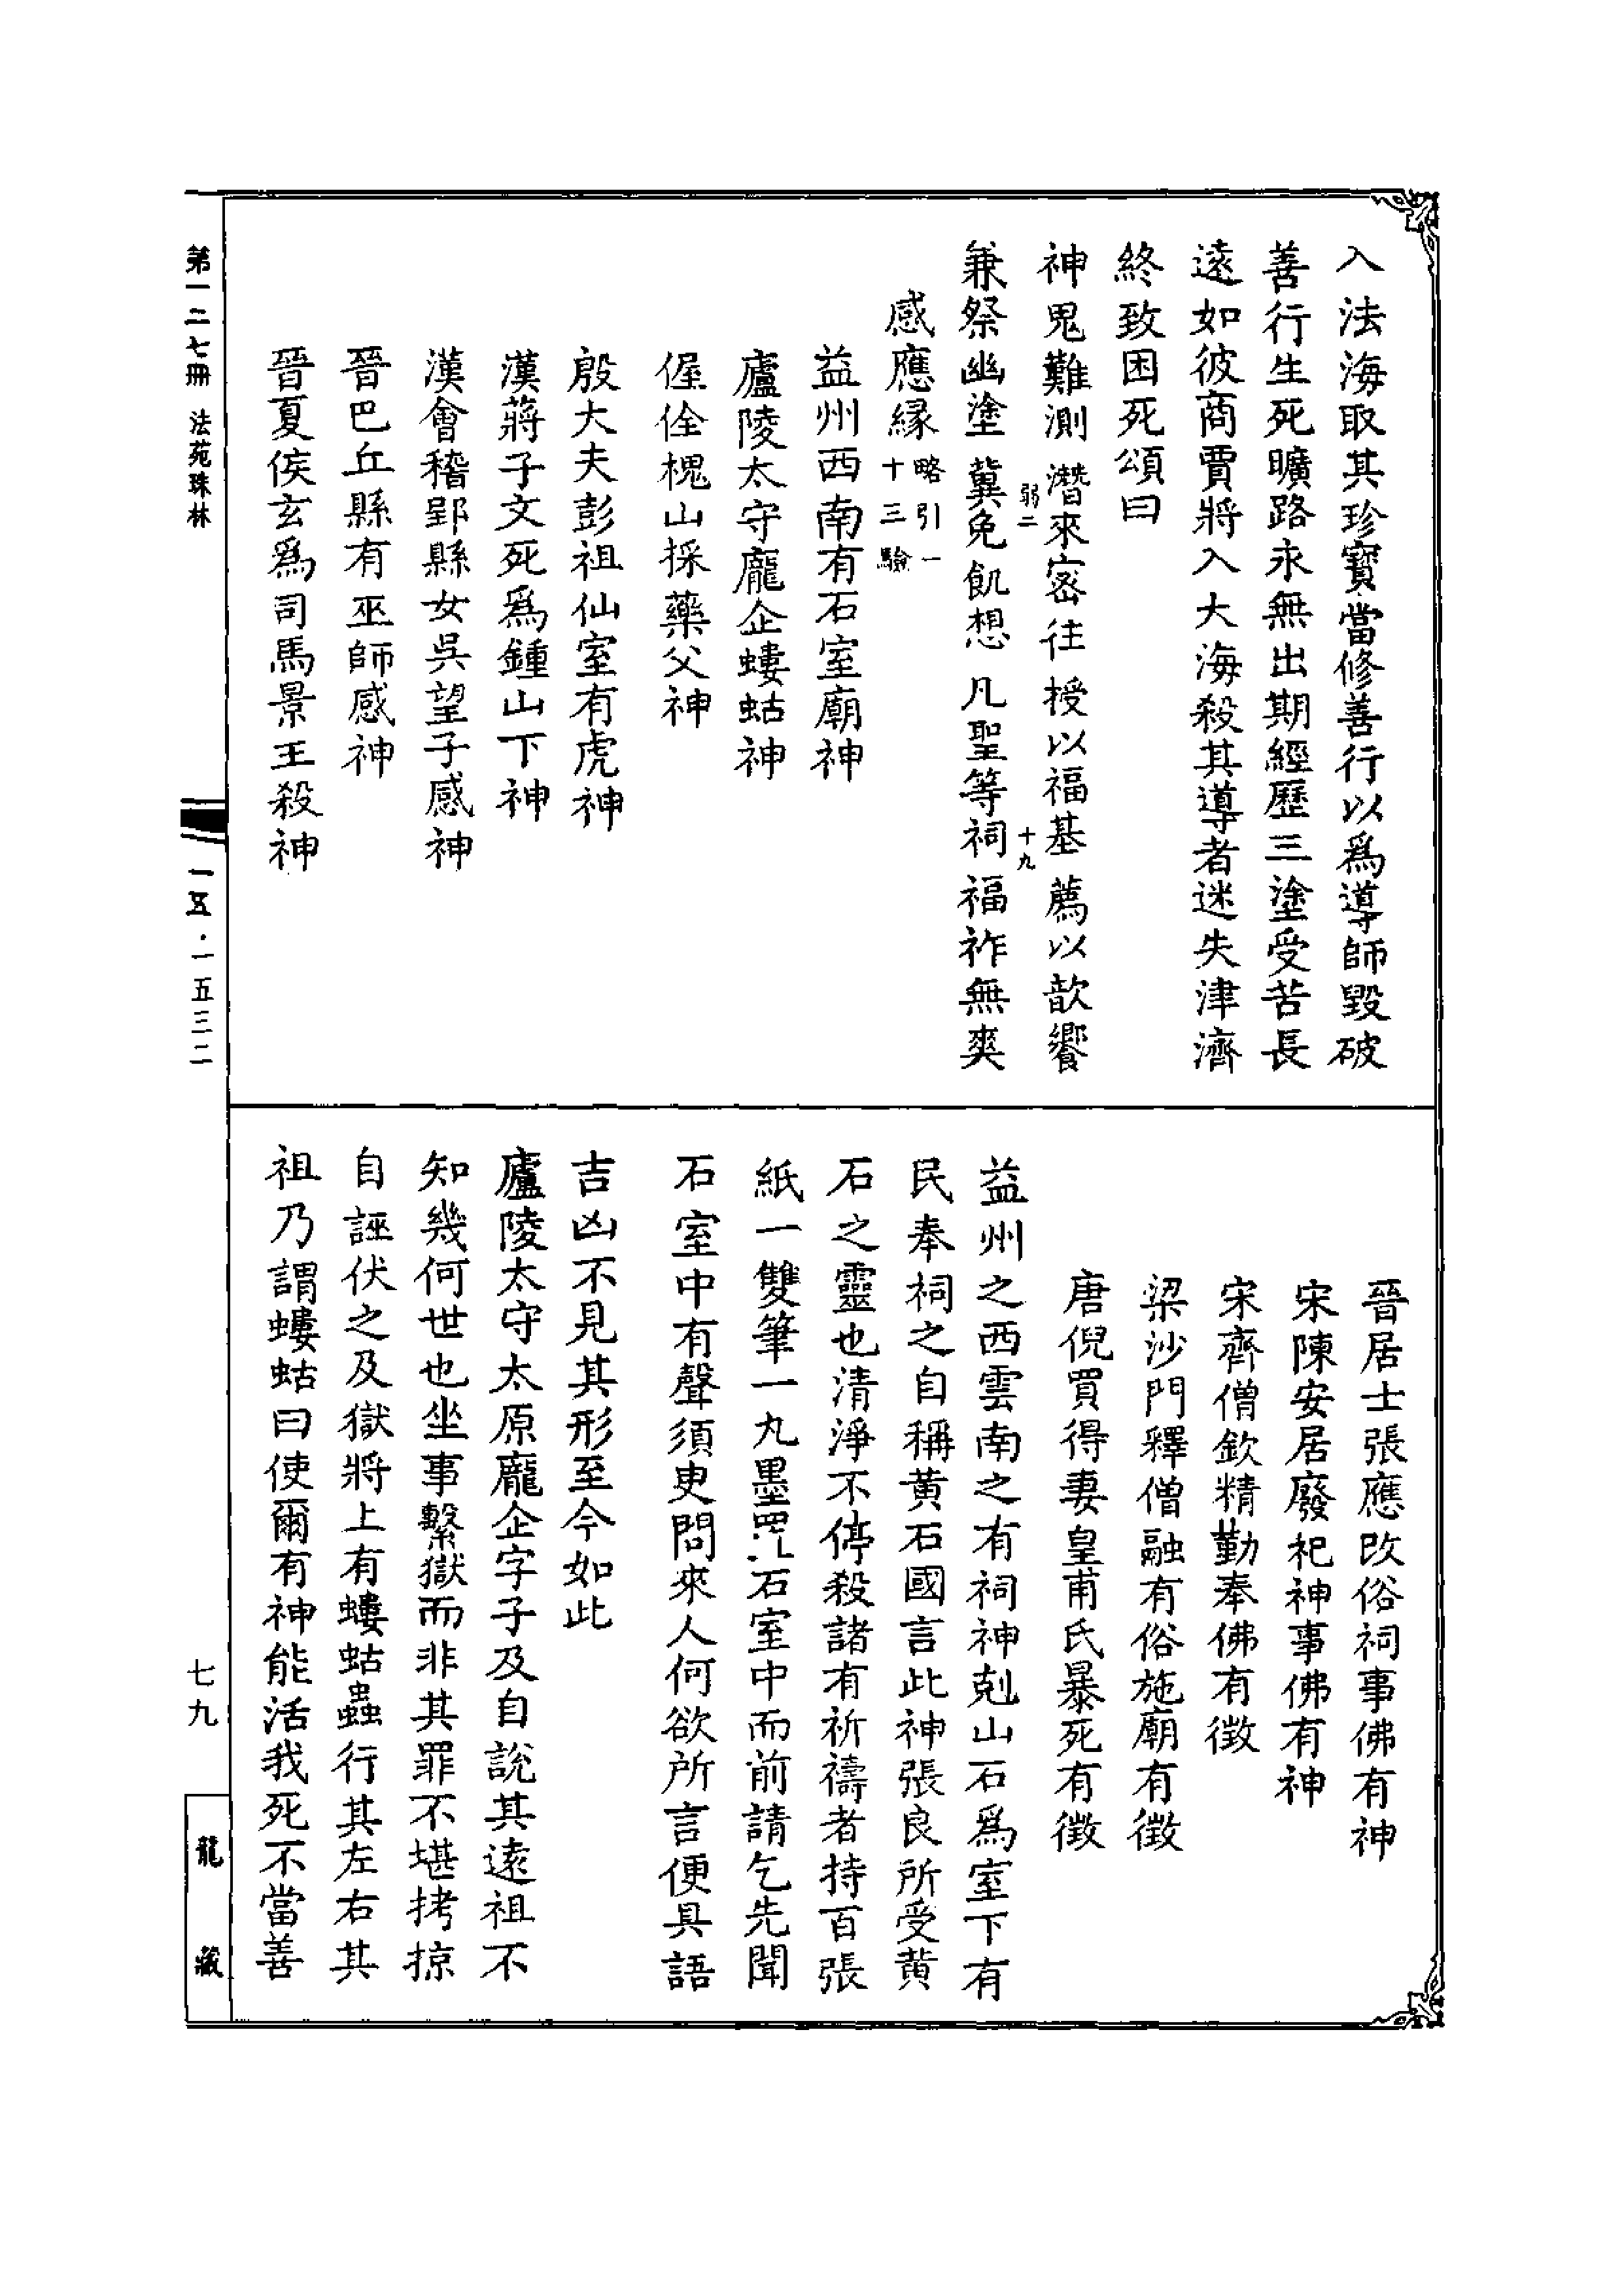 入法海取其珍寶當修善行以爲導師毀破
善行生死曠路永無出期經歷三塗受苦長
遠如彼商賈將入大海殺其導者迷失津濟
終致困死頌曰
神鬼難測 潛來密往 授以福基 薦以歆饗
弱二
十九
兼祭幽塗 冀免飢想 凡聖等祠 福祚無爽
感應縁略引一十三驗
益州西南有石室廟神
廬陵太守龐企螻蛄神
偓佺槐山採藥父神
殷大夫彭祖仙室有虎神
漢蔣子文死爲鍾山下神
漢會稽鄞縣女吳望子感神
晉巴丘縣有巫師感神
晉夏侯玄爲司馬景王殺神
晉居士張應改俗祠事佛有神
宋陳安居廢祀神事佛有神
宋齊僧欽精勤奉佛有徵
梁沙門釋僧融有俗施廟有徵
唐倪買得妻皇甫氏暴死有徵
益州之西雲南之有祠神剋山石爲室下有
民奉祠之自稱黃石國言此神張良所受黃
石之靈也清淨不停殺諸有祈禱者持百張
紙一雙筆一丸墨石室中而前請乞先聞
石室中有聲須臾問來人何欲所言便具語
吉凶不見其形至今如此
廬陵太守太原龐企字子及自說其遠祖不
知幾何世也坐事繫獄而非其罪不堪拷掠
自誣伏之及獄將上有螻蛄蟲行其左右其
祖乃謂螻蛄曰使爾有神能活我死不當善
第一二七冊 法苑珠林
一五·一五三二
七九
龍藏